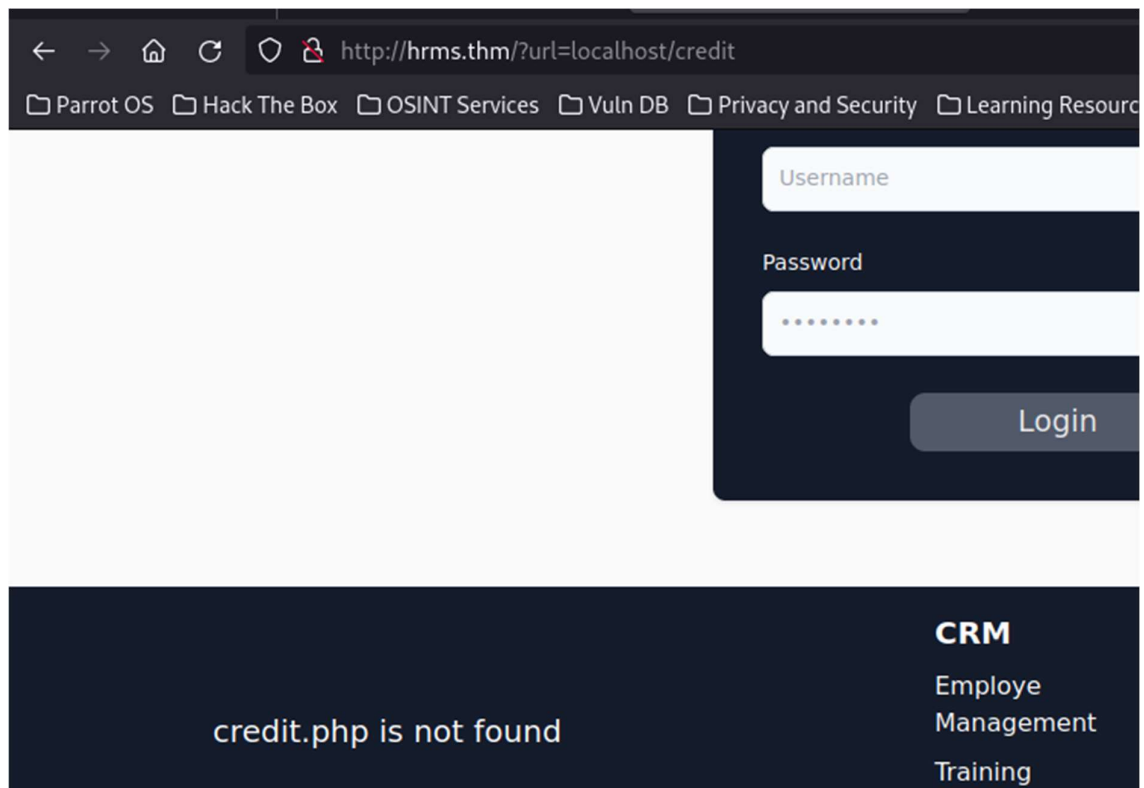 http://hrms.thm/?url=localhost/credit
Parrot OS Hack The Box OSINT Services Vuln DB Privacy and Security Learning Resourc
Username
Password
Login
CRM
Employe
Management
credit.php is not found
Training